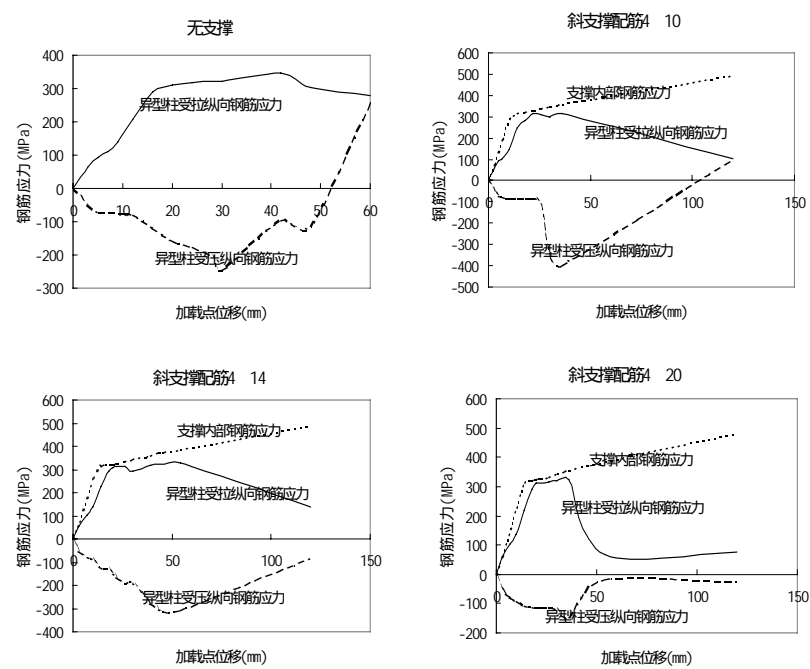 无支撑
400
300
200
100
0
-100
-200
-300
0 10 20 30 40 50 60
异型柱受拉纵向钢筋应力
异型柱受压纵向钢筋应力
钢筋应力(MPa)
加载点位移(mm)
斜支撑配筋4 10
600
500
400
300
200
100
0
-100
-200
-300
-400
-500
0 50 100 150
支撑内部钢筋应力
异型柱受拉纵向钢筋应力
异型柱受压纵向钢筋应力
钢筋应力(MPa)
加载点位移(mm)
斜支撑配筋4 14
600
500
400
300
200
100
0
-100
-200
-300
-400
0 50 100 150
支撑内部钢筋应力
异型柱受拉纵向钢筋应力
异型柱受压纵向钢筋应力
钢筋应力(MPa)
加载点位移(mm)
斜支撑配筋4 20
600
500
400
300
200
100
0
-100
-200
0 50 100 150
支撑内部钢筋应力
异型柱受拉纵向钢筋应力
异型柱受压纵向钢筋应力
钢筋应力(MPa)
加载点位移(mm)